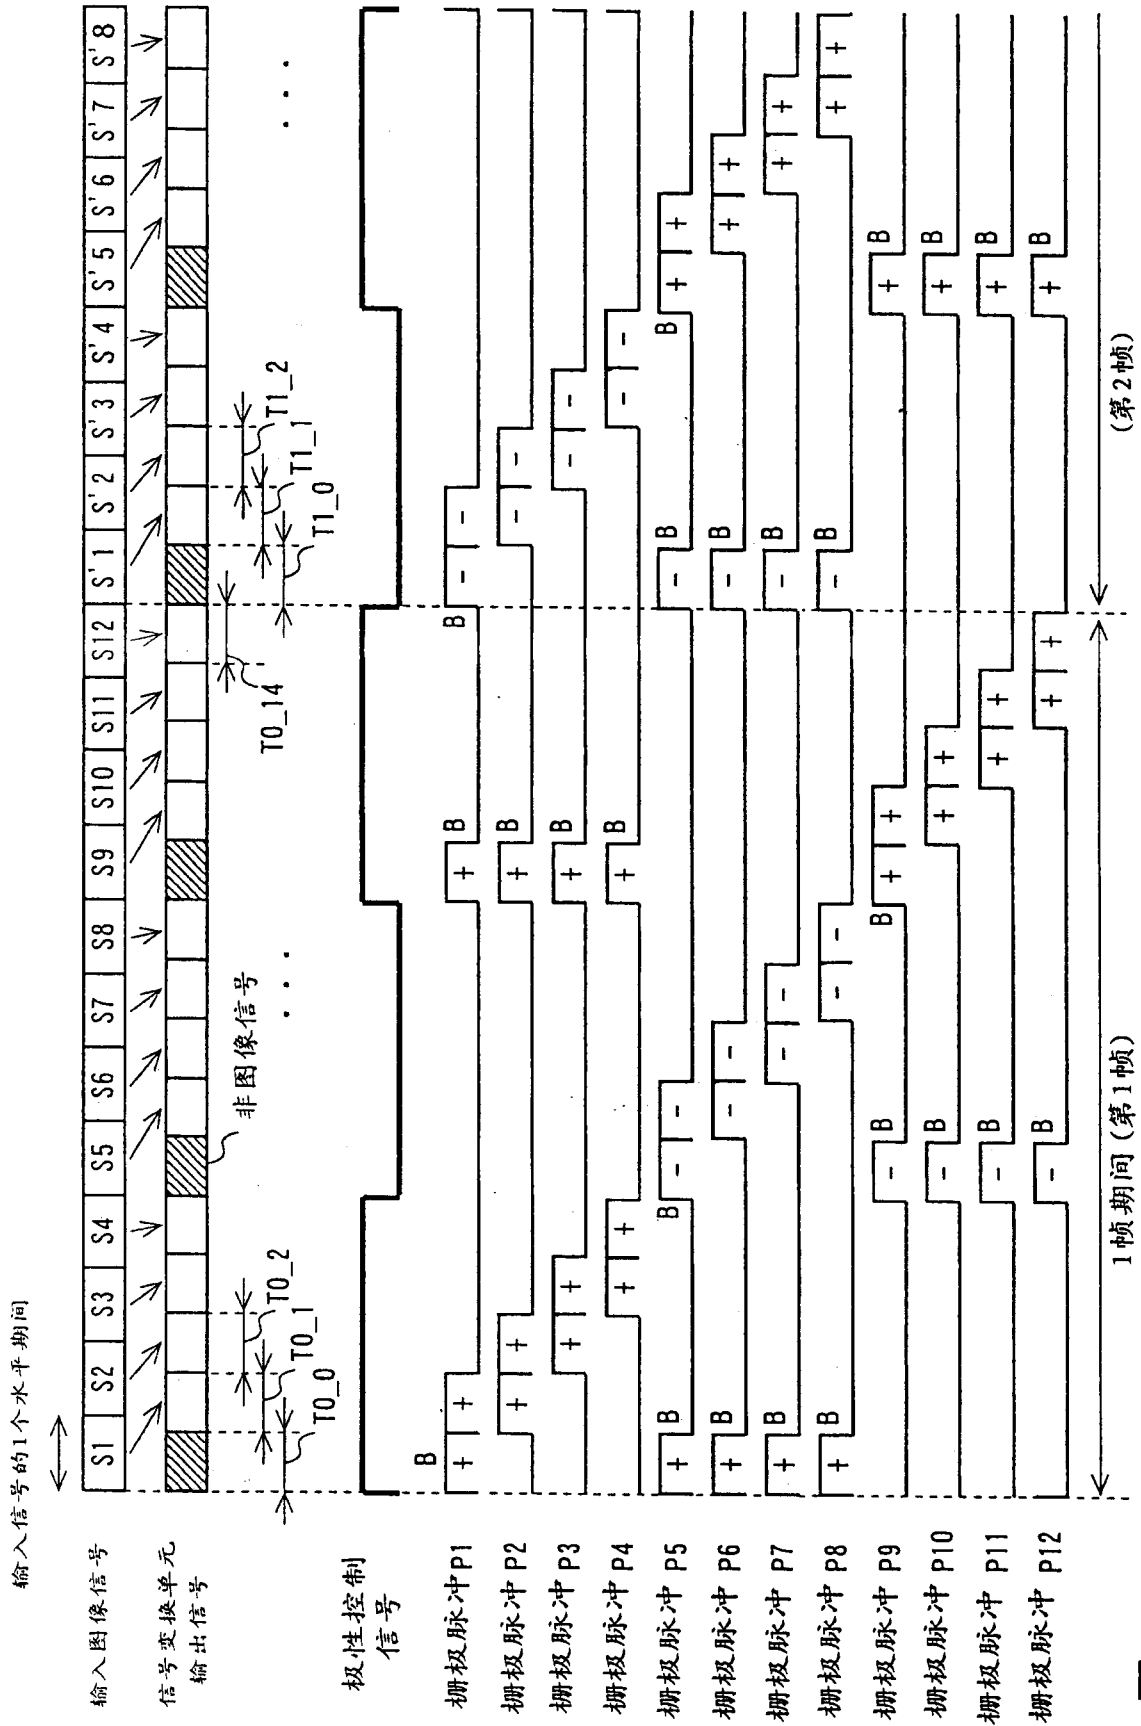 输入信号的1个水平期间
输入图像信号 S1 S2 S3 S4 S5 S6 S7 S8 S9 S10 S11 S12 S'1 S'2 S'3 S'4 S'5 S'6 S'7 S'8
信号变换单元
输出信号
T0_0 T0_1 T0_2 非图像信号 ... T0_14 T1_0 T1_1 T1_2 ...
极性控制
信号
栅极脉冲 P1 B + + + B B - -
栅极脉冲 P2 + + + B - -
栅极脉冲 P3 + + + B - -
栅极脉冲 P4 + + + B - -
栅极脉冲 P5 + B B - - - B B + +
栅极脉冲 P6 + B - - - B + +
栅极脉冲 P7 + B - - - B + +
栅极脉冲 P8 + B - - - B + +
栅极脉冲 P9 - B B + + + B
栅极脉冲 P10 - B + + + B
栅极脉冲 P11 - B + + + B
栅极脉冲 P12 - B + + + B
1帧期间(第1帧) (第2帧)